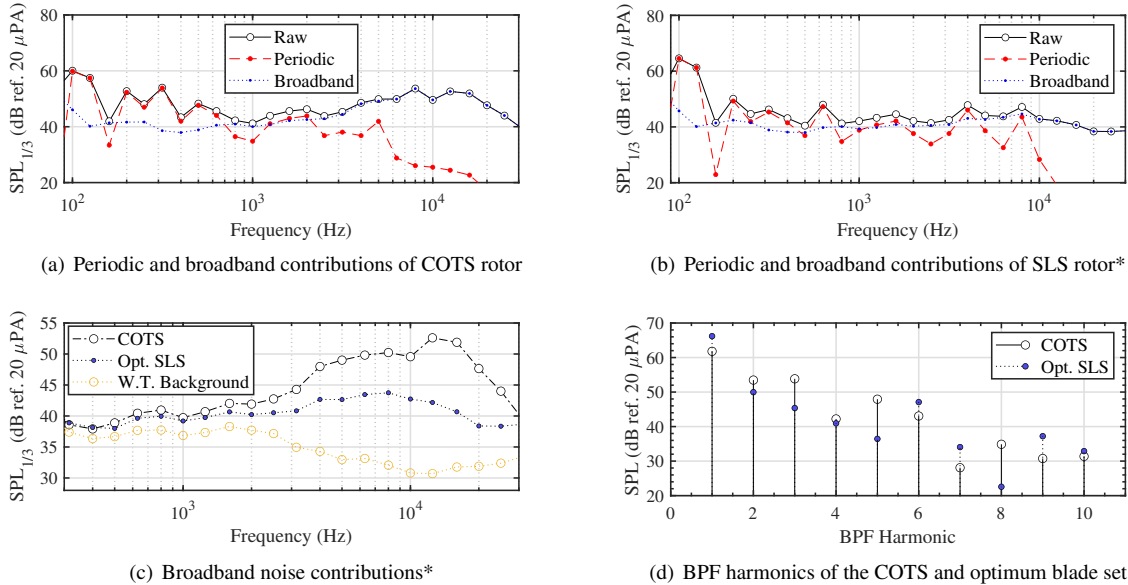 SPL1/3 (dB ref. 20 μPA)
60
40
20
Raw
Periodic
Broadband
10^2
10^3
10^4
Frequency (Hz)
(a) Periodic and broadband contributions of COTS rotor
SPL1/3 (dB ref. 20 μPA)
60
40
20
Raw
Periodic
Broadband
10^2
10^3
10^4
Frequency (Hz)
(b) Periodic and broadband contributions of SLS rotor*
SPL1/3 (dB ref. 20 μPA)
55
50
45
40
35
30
COTS
Opt. SLS
W.T. Background
10^3
10^4
Frequency (Hz)
(c) Broadband noise contributions*
SPL (dB ref. 20 μPA)
70
60
50
40
30
20
COTS
Opt. SLS
0
2
4
6
8
10
BPF Harmonic
(d) BPF harmonics of the COTS and optimum blade set